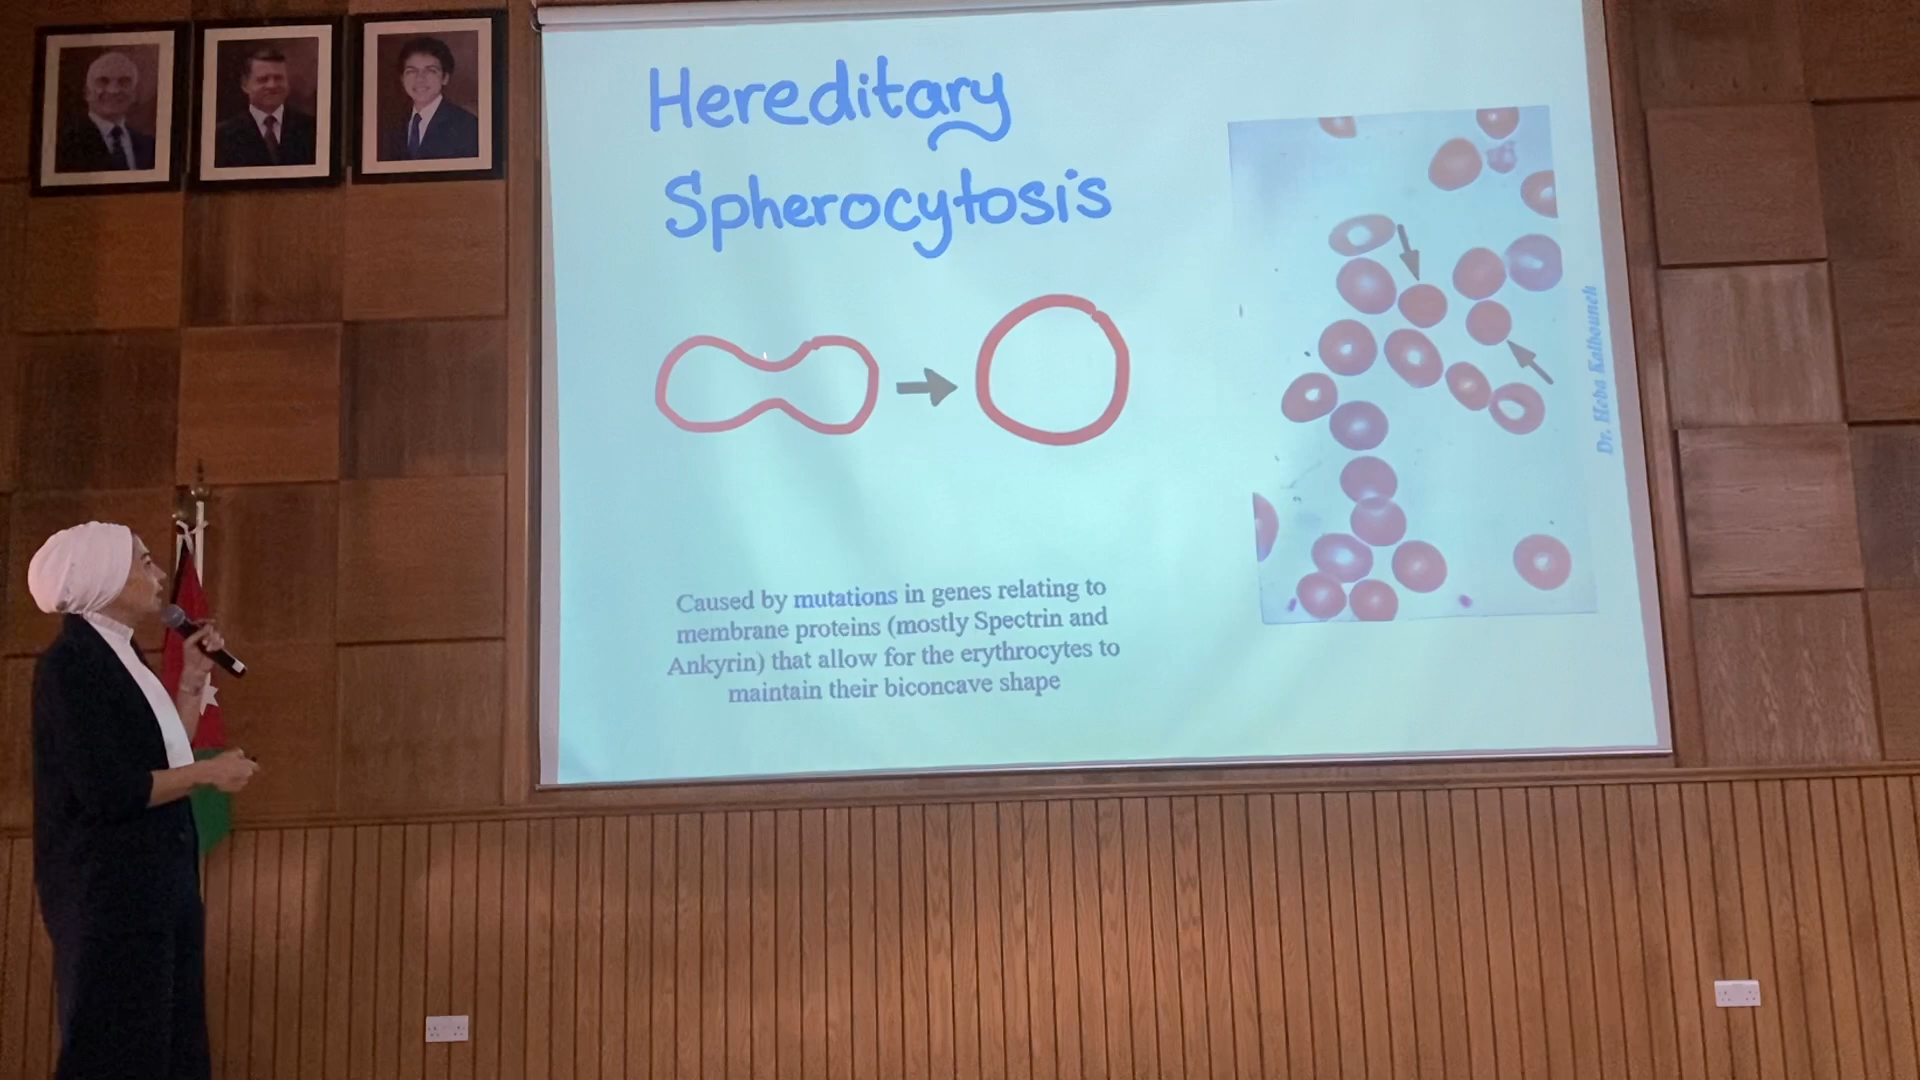 Hereditary
Spherocytosis
Caused by mutations in genes relating to
membrane proteins (mostly Spectrin and
Ankyrin) that allow for the erythrocytes to
maintain their biconcave shape
Dr. Heba Kalbouneh